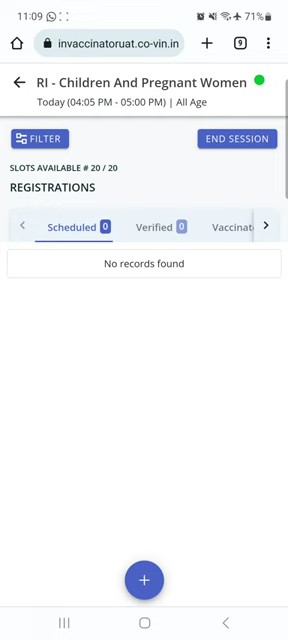 11:09
71%
invaccinatoruat.co-vin.in
9
RI - Children And Pregnant Women
Today (04:05 PM - 05:00 PM) | All Age
FILTER
END SESSION
SLOTS AVAILABLE # 20 / 20
REGISTRATIONS
Scheduled 0 Verified 0 Vaccinat
No records found